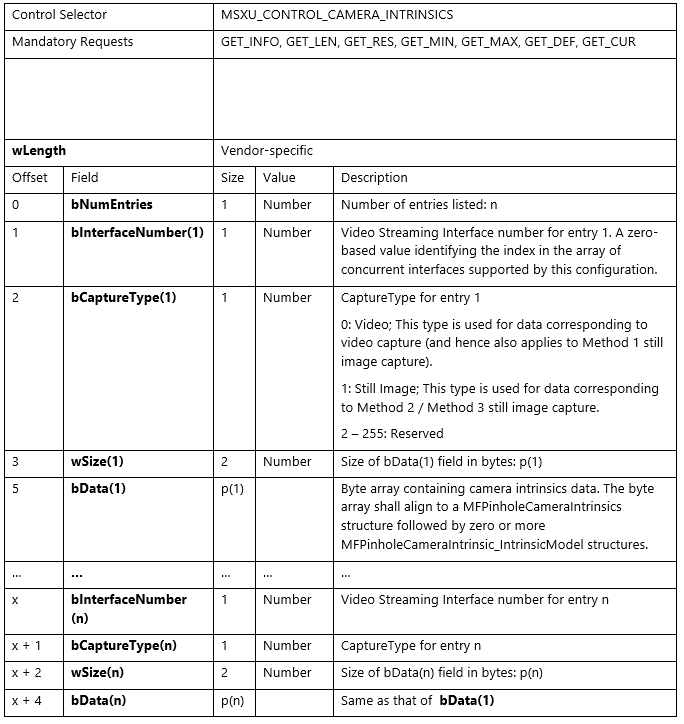 Control Selector MSXU_CONTROL_CAMERA_INTRINSICS
Mandatory Requests GET_INFO, GET_LEN, GET_RES, GET_MIN, GET_MAX, GET_DEF, GET_CUR
wLength Vendor-specific
Offset Field Size Value Description
0 bNumEntries 1 Number Number of entries listed: n
1 bInterfaceNumber(1) 1 Number Video Streaming Interface number for entry 1. A zero-
based value identifying the index in the array of
concurrent interfaces supported by this configuration.
2 bCaptureType(1) 1 Number CaptureType for entry 1
0: Video; This type is used for data corresponding to
video capture (and hence also applies to Method 1 still
image capture).
1: Still Image; This type is used for data corresponding
to Method 2 / Method 3 still image capture.
2 – 255: Reserved
3 wSize(1) 2 Number Size of bData(1) field in bytes: p(1)
5 bData(1) p(1) Byte array containing camera intrinsics data. The byte
array shall align to a MFPinholeCameraIntrinsics
structure followed by zero or more
MFPinholeCameraIntrinsic_IntrinsicModel structures.
... ... ... ... ...
x bInterfaceNumber 1 Number Video Streaming Interface number for entry n
(n)
x + 1 bCaptureType(n) 1 Number CaptureType for entry n
x + 2 wSize(n) 2 Number Size of bData(n) field in bytes: p(n)
x + 4 bData(n) p(n) Same as that of bData(1)